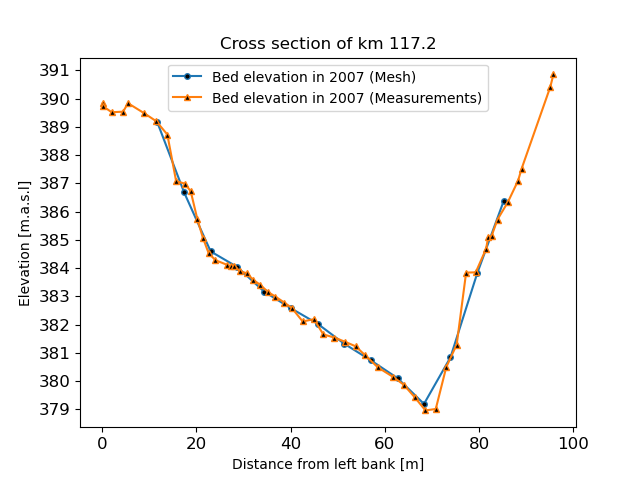 Cross section of km 117.2
Bed elevation in 2007 (Mesh)
Bed elevation in 2007 (Measurements)
Elevation [m.a.s.l]
391
390
389
388
387
386
385
384
383
382
381
380
379
0 20 40 60 80 100
Distance from left bank [m]